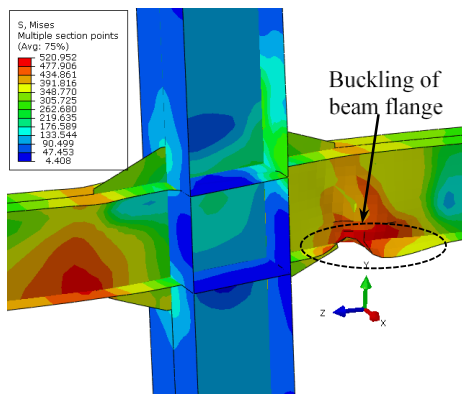 S, Mises
Multiple section points
(Avg: 75%)
520.952
477.906
434.861
391.816
348.770
305.725
262.680
219.635
176.589
133.544
90.499
47.453
4.408
Buckling of
beam flange
Y
Z
X